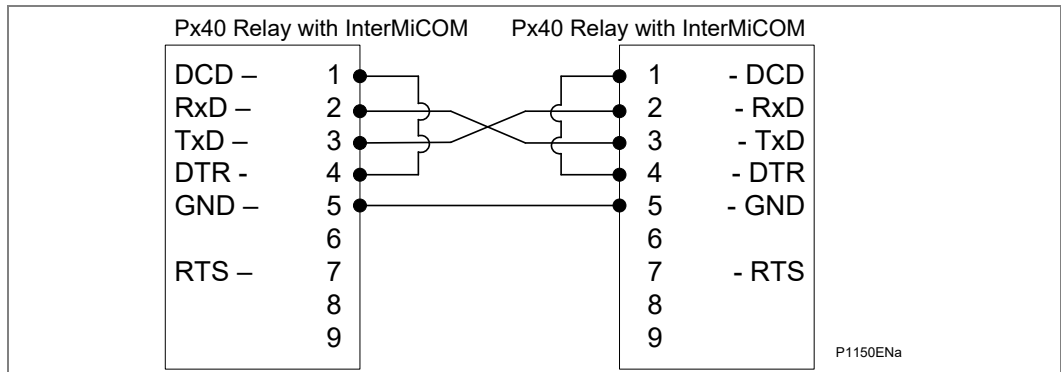 Px40 Relay with InterMiCOM Px40 Relay with InterMiCOM
DCD – 1 1 - DCD
RxD – 2 2 - RxD
TxD – 3 3 - TxD
DTR - 4 4 - DTR
GND – 5 5 - GND
6 6
RTS – 7 7 - RTS
8 8
9 9
P1150ENa